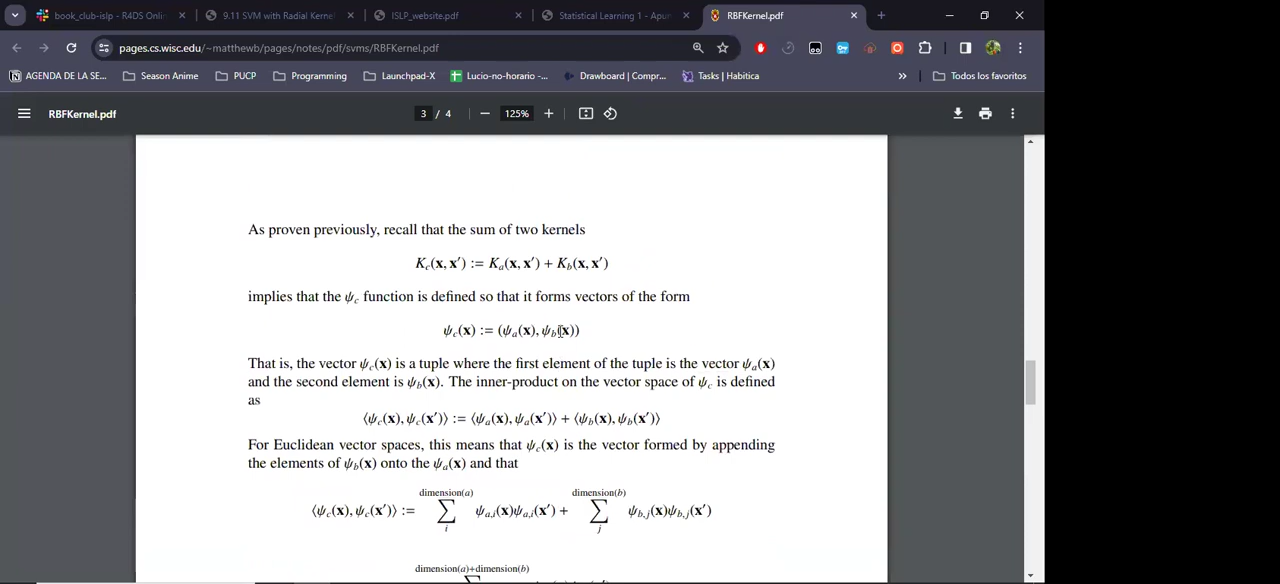 book_club-islp - R4DS Onli
9.11 SVM with Radial Kernel
ISLP_website.pdf
Statistical Learning 1 - Apu
RBFKernel.pdf
pages.cs.wisc.edu/~matthewb/pages/notes/pdf/svms/RBFKernel.pdf
AGENDA DE LA SE...
Season Anime
PUCP
Programming
Launchpad-X
Lucio-no-horario -...
Drawboard | Compr...
Tasks | Habitica
Todos los favoritos
RBFKernel.pdf
3 / 4
125%
As proven previously, recall that the sum of two kernels
K_c(x, x′) := K_a(x, x′) + K_b(x, x′)
implies that the ψ_c function is defined so that it forms vectors of the form
ψ_c(x) := (ψ_a(x), ψ_b(x))
That is, the vector ψ_c(x) is a tuple where the first element of the tuple is the vector ψ_a(x)
and the second element is ψ_b(x). The inner-product on the vector space of ψ_c is defined
as
⟨ψ_c(x), ψ_c(x′)⟩ := ⟨ψ_a(x), ψ_a(x′)⟩ + ⟨ψ_b(x), ψ_b(x′)⟩
For Euclidean vector spaces, this means that ψ_c(x) is the vector formed by appending
the elements of ψ_b(x) onto the ψ_a(x) and that
dimension(a) dimension(b)
⟨ψ_c(x), ψ_c(x′)⟩ := ∑ ψ_{a,i}(x)ψ_{a,i}(x′) + ∑ ψ_{b,j}(x)ψ_{b,j}(x′)
i j
dimension(a)+dimension(b)